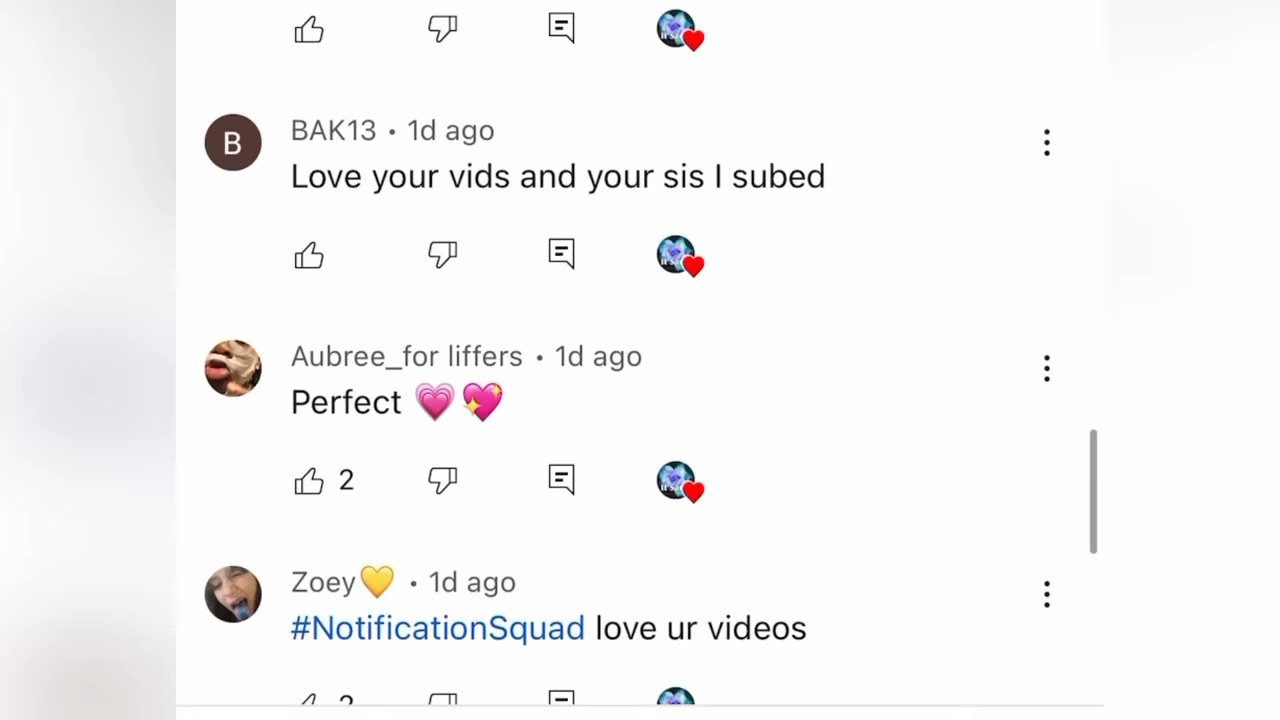 BAK13 • 1d ago
B
Love your vids and your sis I subed
Aubree_for liffers • 1d ago
Perfect 💗💖
2
Zoey💛 • 1d ago
#NotificationSquad love ur videos